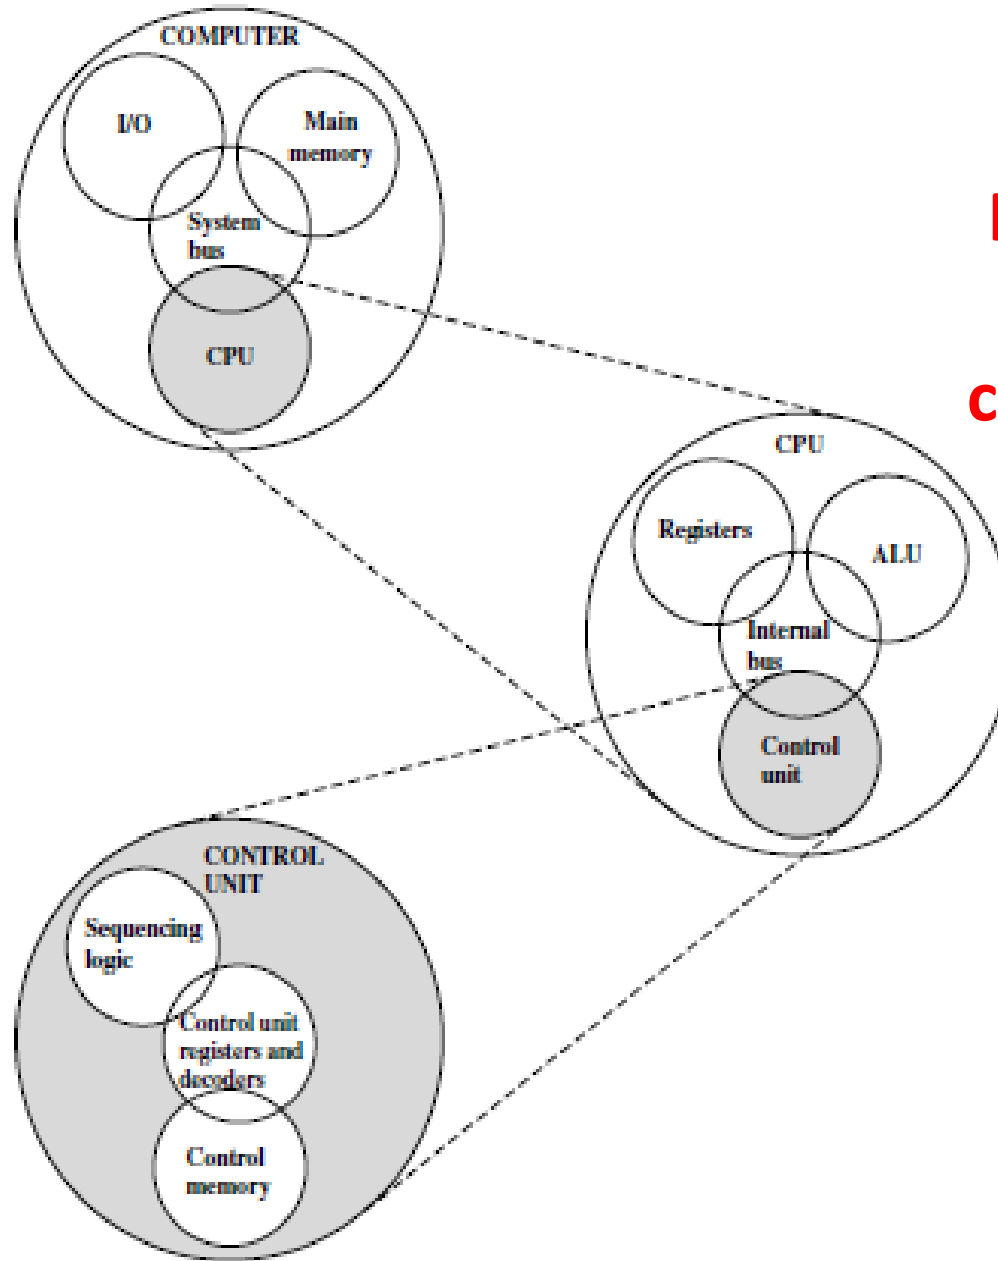 COMPUTER
I/O
Main
memory
System
bus
CPU
c
CPU
Registers
ALU
Internal
bus
Control
unit
CONTROL
UNIT
Sequencing
logic
Control unit
registers and
decoders
Control
memory